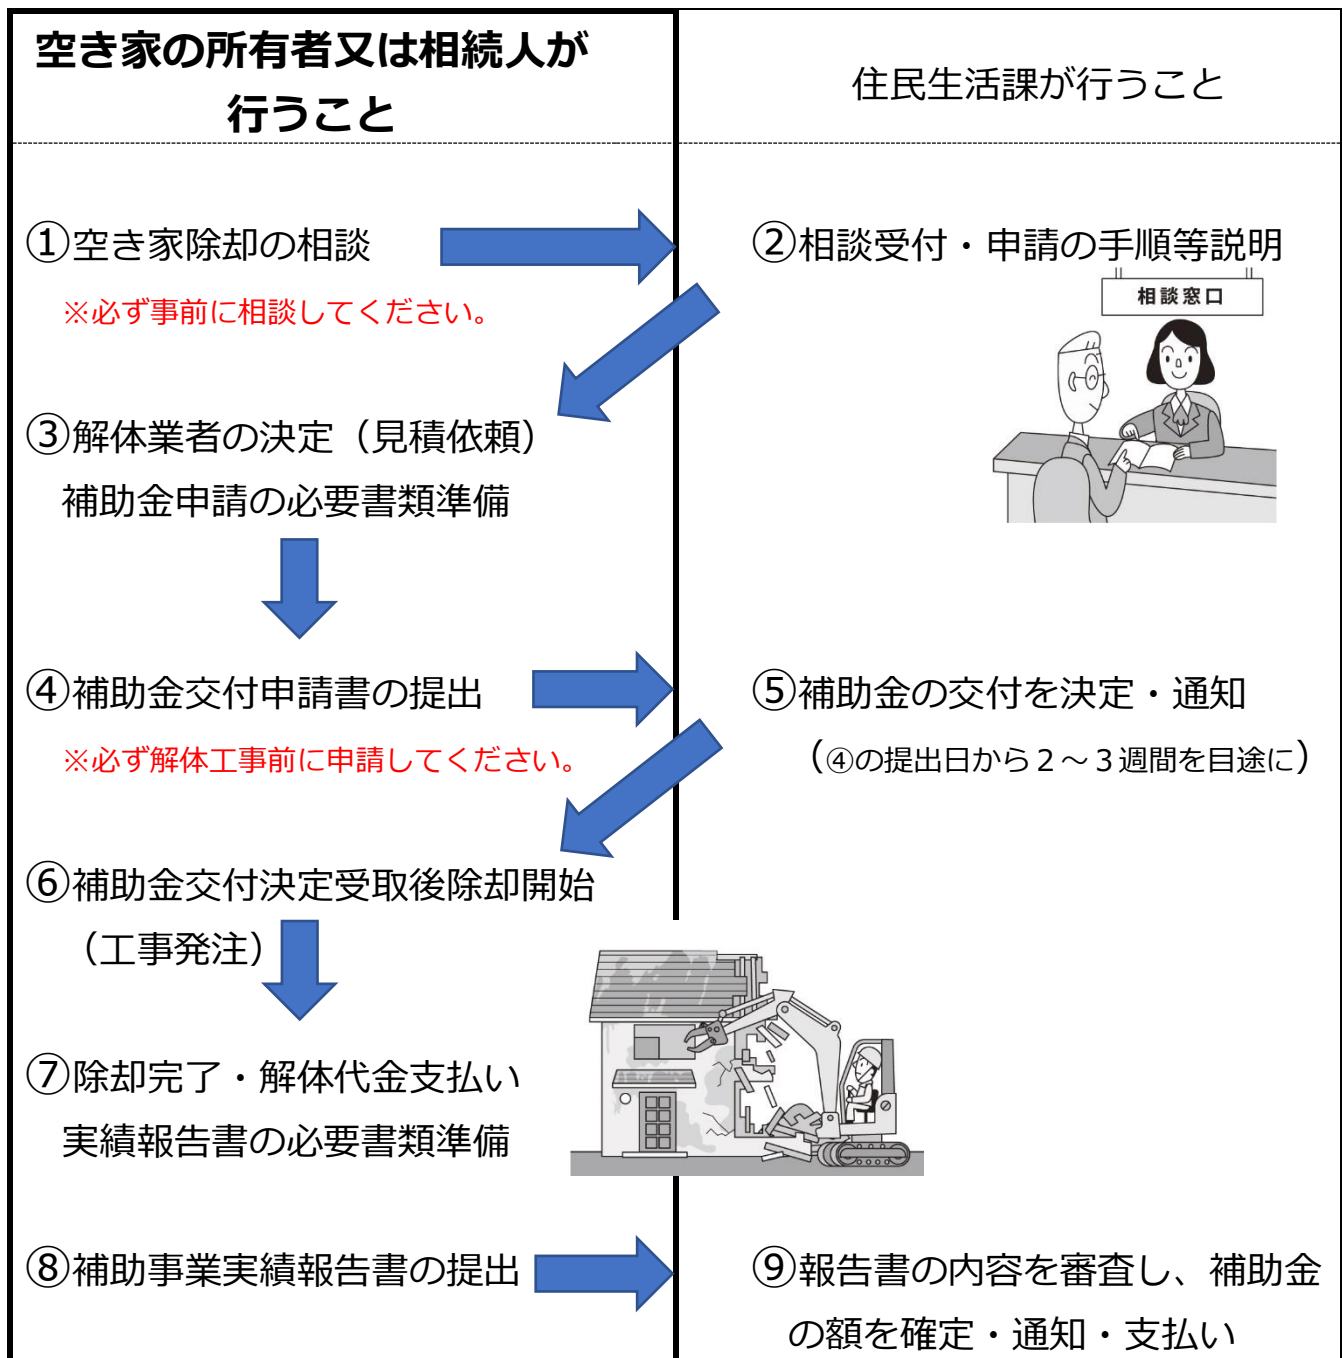 空き家の所有者又は相続人が
行うこと
住民生活課が行うこと
①空き家除却の相談
※必ず事前に相談してください。
②相談受付・申請の手順等説明
相談窓口
③解体業者の決定（見積依頼）
補助金申請の必要書類準備
④補助金交付申請書の提出
※必ず解体工事前に申請してください。
⑤補助金の交付を決定・通知
（④の提出日から２～３週間を目途に）
⑥補助金交付決定受取後除却開始
（工事発注）
⑦除却完了・解体代金支払い
実績報告書の必要書類準備
⑧補助事業実績報告書の提出
⑨報告書の内容を審査し、補助金
の額を確定・通知・支払い